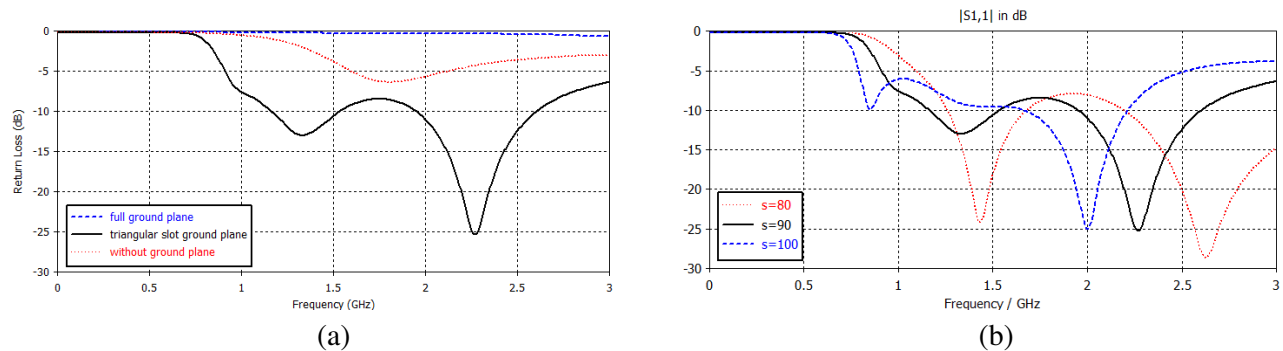 0
-5
-10
-15
-20
-25
-30
Return Loss (dB)
full ground plane
triangular slot ground plane
without ground plane
0 0.5 1 1.5 2 2.5 3
Frequency (GHz)
(a)
|S1,1| in dB
0
-5
-10
-15
-20
-25
-30
s=80
s=90
s=100
0 0.5 1 1.5 2 2.5 3
Frequency / GHz
(b)